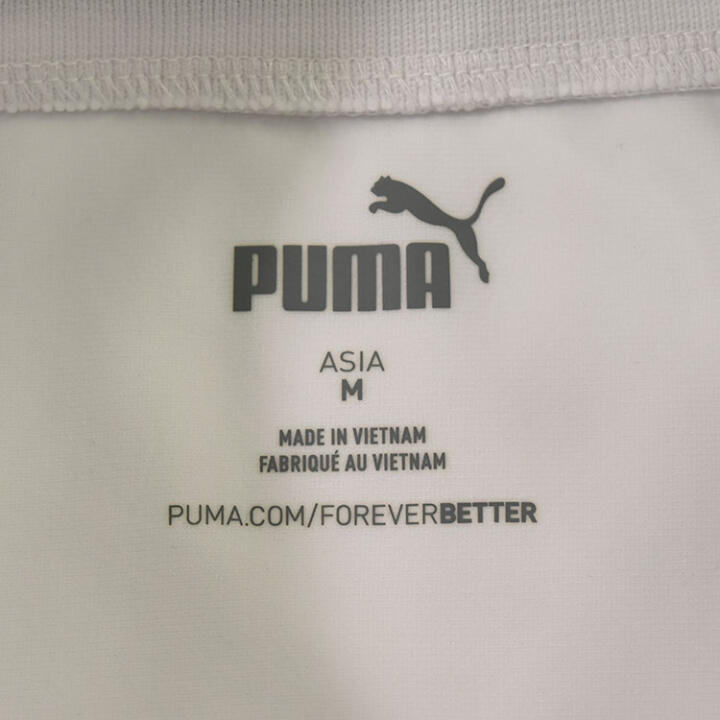 PUMA
ASIA
M
MADE IN VIETNAM
FABRIQUÉ AU VIETNAM
PUMA.COM/FOREVERBETTER